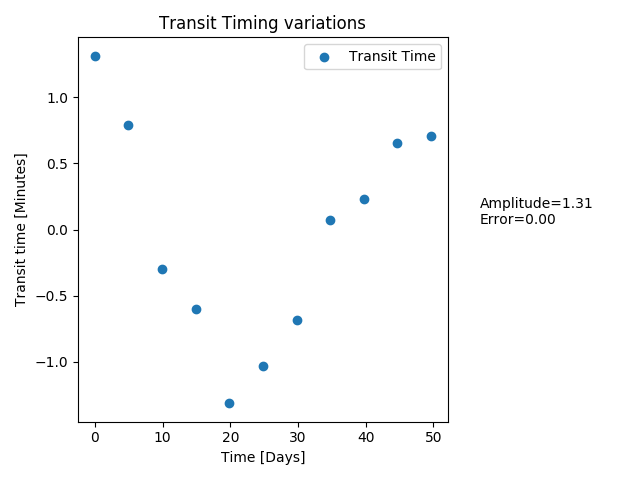 Transit Timing variations
Transit Time
1.0
0.5
0.0
−0.5
−1.0
Transit time [Minutes]
0 10 20 30 40 50
Time [Days]
Amplitude=1.31
Error=0.00